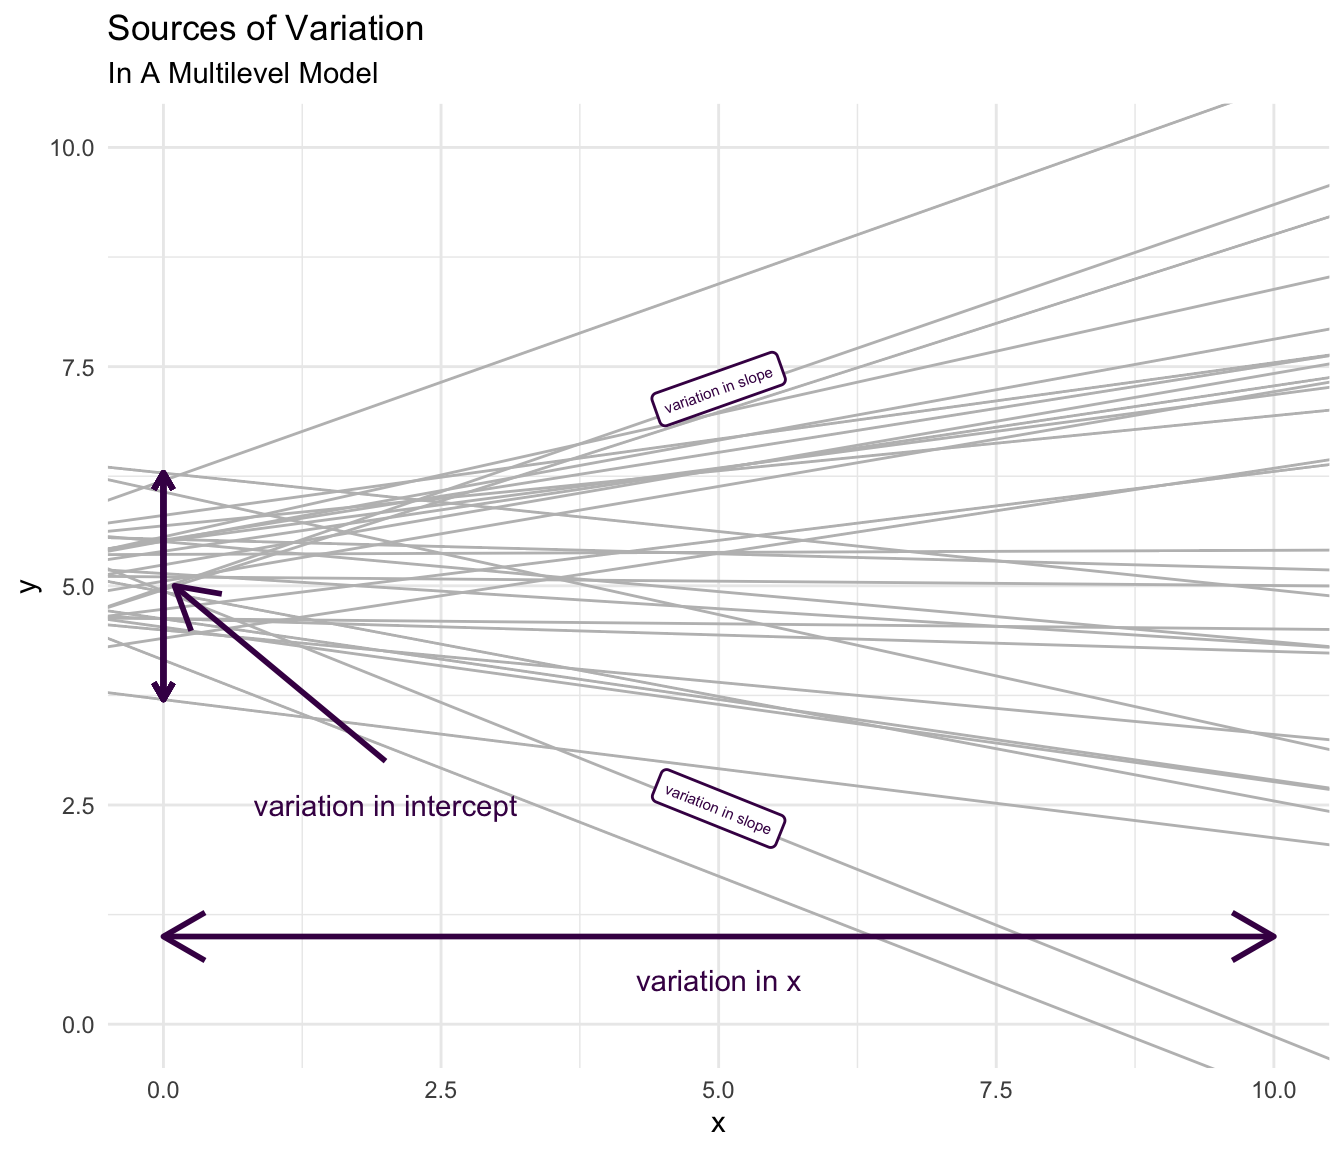 Sources of Variation
In A Multilevel Model
10.0
7.5
5.0
2.5
0.0
y
variation in slope
variation in slope
variation in intercept
variation in x
0.0 2.5 5.0 7.5 10.0
x